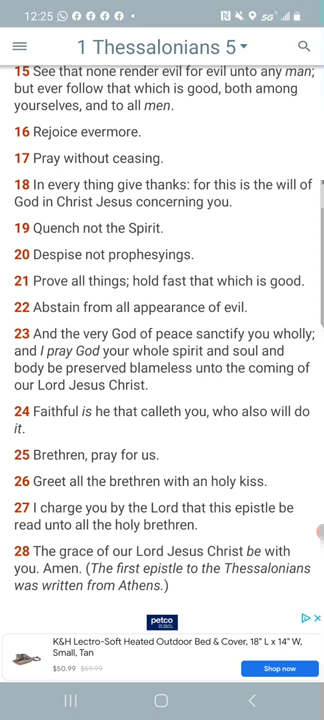 12:25
5G
1 Thessalonians 5
15 See that none render evil for evil unto any man;
but ever follow that which is good, both among
yourselves, and to all men.
16 Rejoice evermore.
17 Pray without ceasing.
18 In every thing give thanks: for this is the will of
God in Christ Jesus concerning you.
19 Quench not the Spirit.
20 Despise not prophesyings.
21 Prove all things; hold fast that which is good.
22 Abstain from all appearance of evil.
23 And the very God of peace sanctify you wholly;
and I pray God your whole spirit and soul and
body be preserved blameless unto the coming of
our Lord Jesus Christ.
24 Faithful is he that calleth you, who also will do
it.
25 Brethren, pray for us.
26 Greet all the brethren with an holy kiss.
27 I charge you by the Lord that this epistle be
read unto all the holy brethren.
28 The grace of our Lord Jesus Christ be with
you. Amen. (The first epistle to the Thessalonians
was written from Athens.)
petco
K&H Lectro-Soft Heated Outdoor Bed & Cover, 18" L x 14" W,
Small, Tan
$50.99 $59.99
Shop now